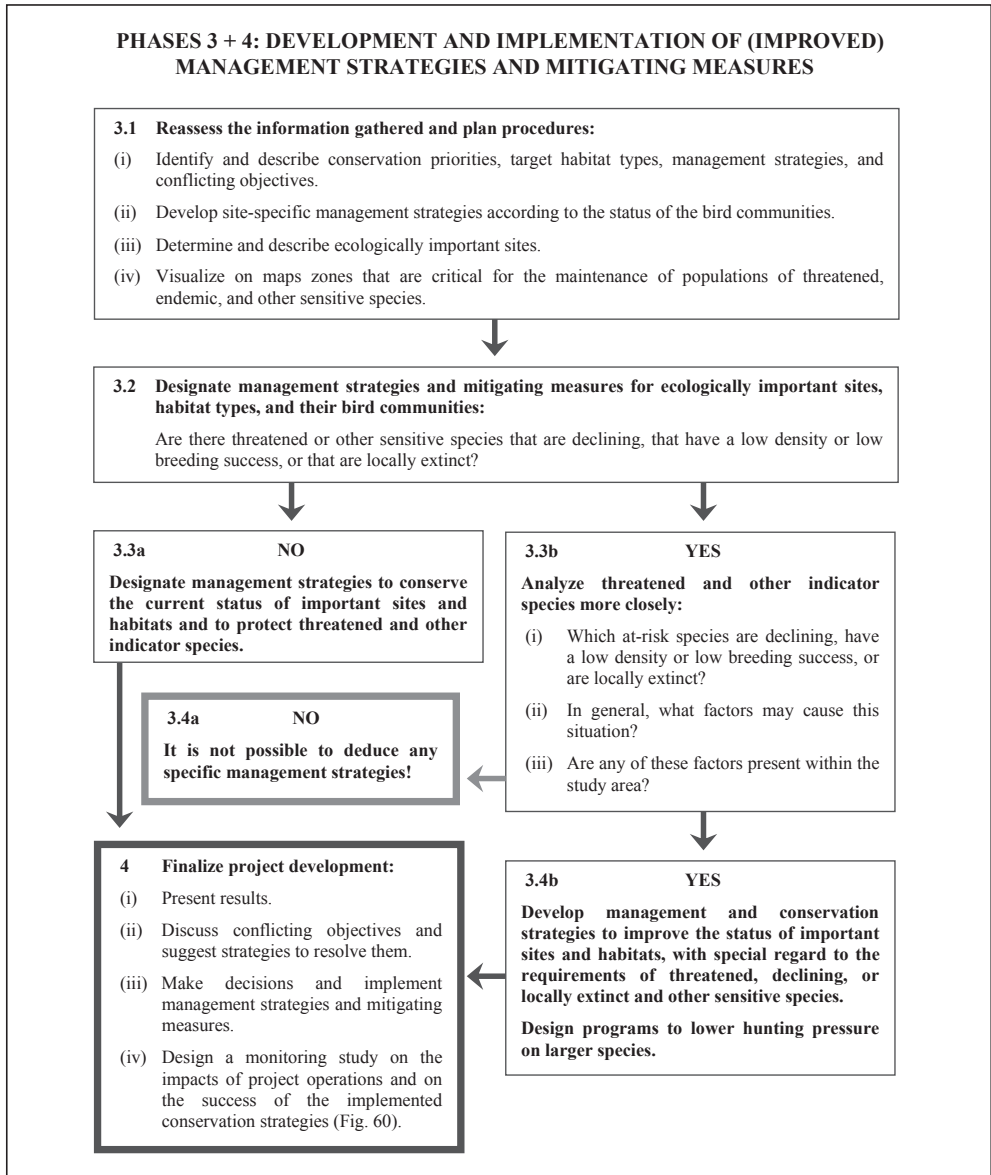 PHASES 3 + 4: DEVELOPMENT AND IMPLEMENTATION OF (IMPROVED)
MANAGEMENT STRATEGIES AND MITIGATING MEASURES
3.1 Reassess the information gathered and plan procedures:
(i) Identify and describe conservation priorities, target habitat types, management strategies, and
conflicting objectives.
(ii) Develop site-specific management strategies according to the status of the bird communities.
(iii) Determine and describe ecologically important sites.
(iv) Visualize on maps zones that are critical for the maintenance of populations of threatened,
endemic, and other sensitive species.
3.2 Designate management strategies and mitigating measures for ecologically important sites,
habitat types, and their bird communities:
Are there threatened or other sensitive species that are declining, that have a low density or low
breeding success, or that are locally extinct?
3.3a NO
Designate management strategies to conserve
the current status of important sites and
habitats and to protect threatened and other
indicator species.
3.3b YES
Analyze threatened and other indicator
species more closely:
(i) Which at-risk species are declining, have
a low density or low breeding success, or
are locally extinct?
(ii) In general, what factors may cause this
situation?
(iii) Are any of these factors present within the
study area?
3.4a NO
It is not possible to deduce any
specific management strategies!
3.4b YES
Develop management and conservation
strategies to improve the status of important
sites and habitats, with special regard to the
requirements of threatened, declining, or
locally extinct and other sensitive species.
Design programs to lower hunting pressure
on larger species.
4 Finalize project development:
(i) Present results.
(ii) Discuss conflicting objectives and
suggest strategies to resolve them.
(iii) Make decisions and implement
management strategies and mitigating
measures.
(iv) Design a monitoring study on the
impacts of project operations and on
the success of the implemented
conservation strategies (Fig. 60).